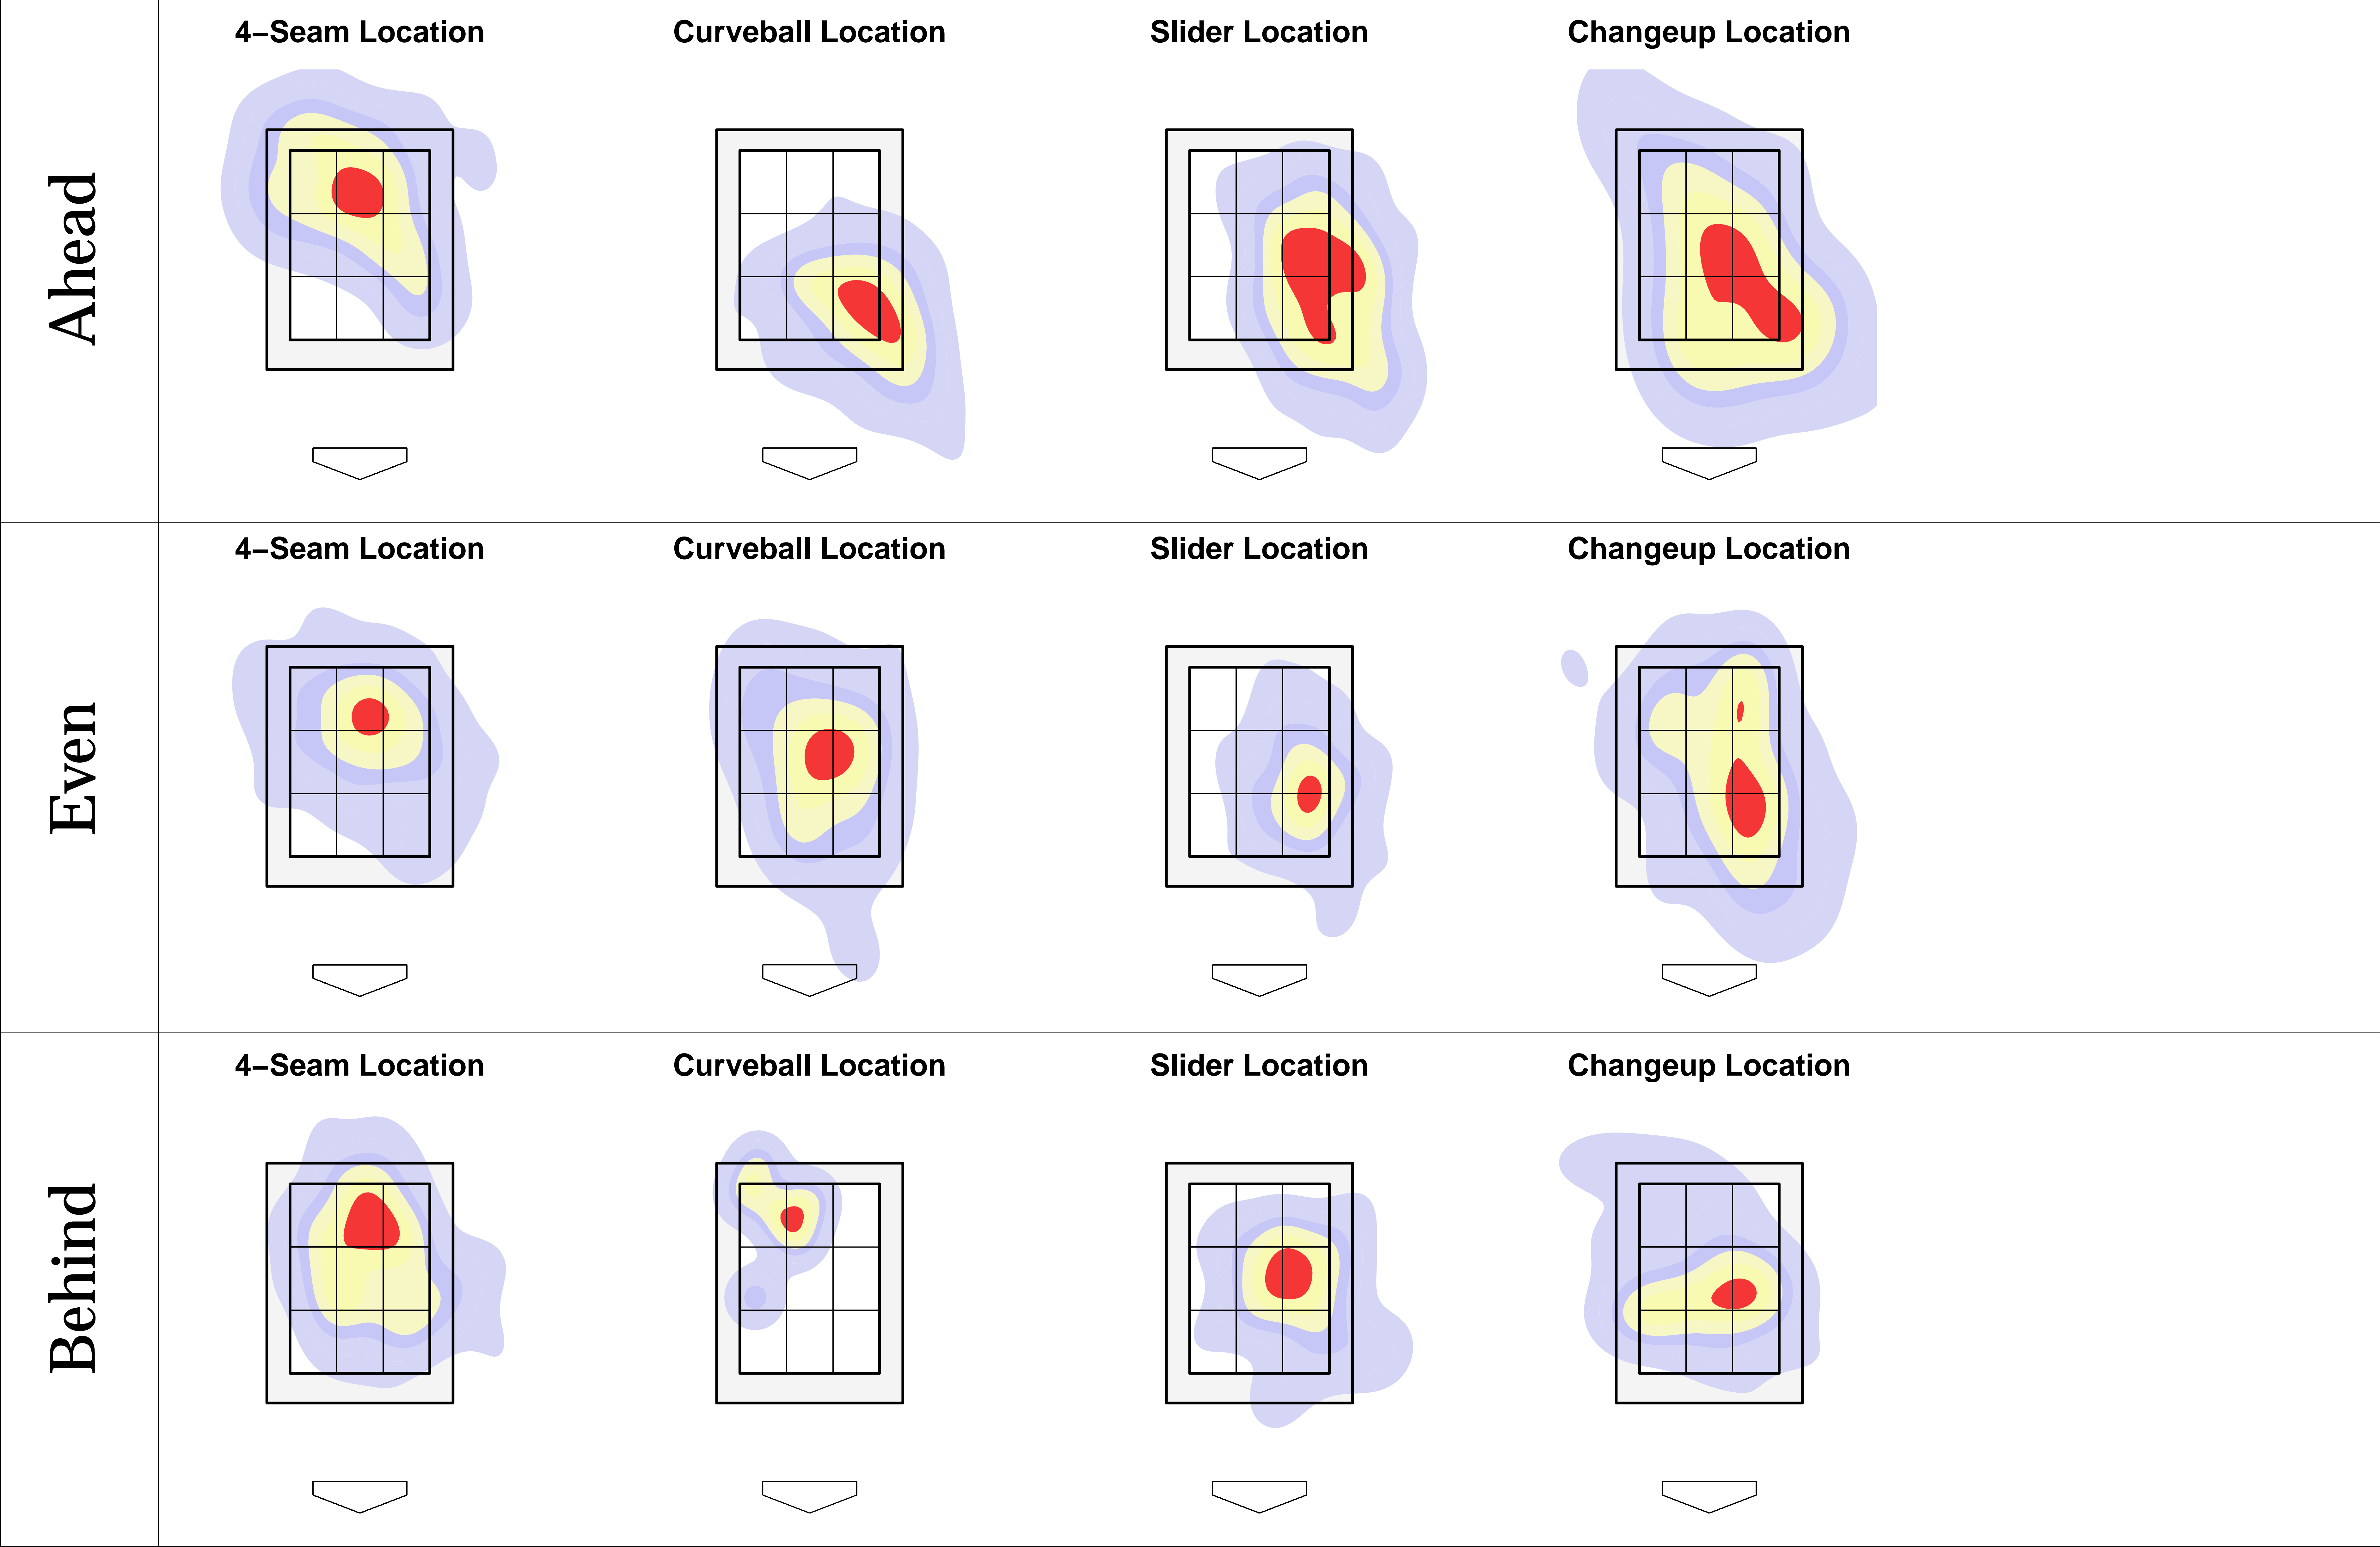 4−Seam Location
Curveball Location
Slider Location
Changeup Location
Ahead
4−Seam Location
Curveball Location
Slider Location
Changeup Location
Even
4−Seam Location
Curveball Location
Slider Location
Changeup Location
Behind